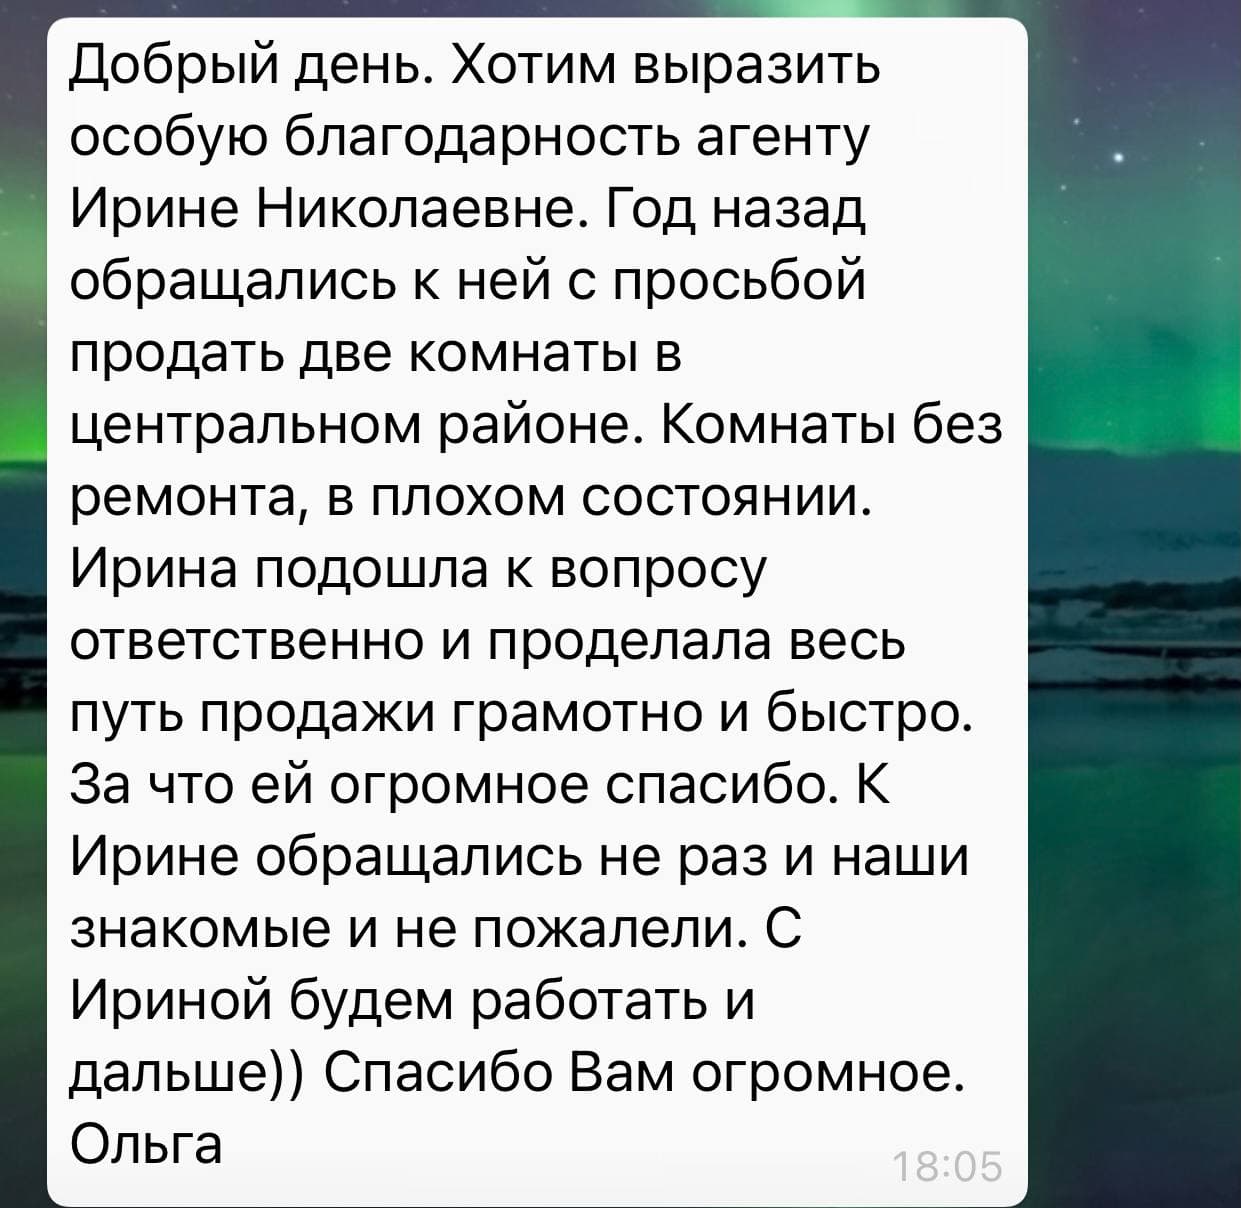 Добрый день. Хотим выразить
особую благодарность агенту
Ирине Николаевне. Год назад
обращались к ней с просьбой
продать две комнаты в
центральном районе. Комнаты без
ремонта, в плохом состоянии.
Ирина подошла к вопросу
ответственно и проделала весь
путь продажи грамотно и быстро.
За что ей огромное спасибо. К
Ирине обращались не раз и наши
знакомые и не пожалели. С
Ириной будем работать и
дальше)) Спасибо Вам огромное.
Ольга
18:05